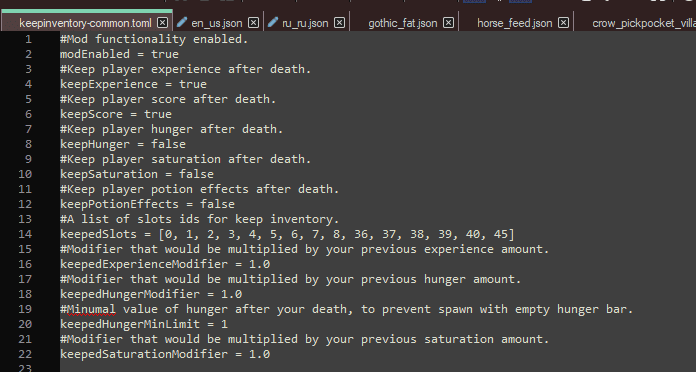 keepinventory-common.toml en_us.json ru_ru.json gothic_fat.json horse_feed.json crow_pickpocket_villa
1 #Mod functionality enabled.
2 modEnabled = true
3 #Keep player experience after death.
4 keepExperience = true
5 #Keep player score after death.
6 keepScore = true
7 #Keep player hunger after death.
8 keepHunger = false
9 #Keep player saturation after death.
10 keepSaturation = false
11 #Keep player potion effects after death.
12 keepPotionEffects = false
13 #A list of slots ids for keep inventory.
14 keepedSlots = [0, 1, 2, 3, 4, 5, 6, 7, 8, 36, 37, 38, 39, 40, 45]
15 #Modifier that would be multiplied by your previous experience amount.
16 keepedExperienceModifier = 1.0
17 #Modifier that would be multiplied by your previous hunger amount.
18 keepedHungerModifier = 1.0
19 #Minumal value of hunger after your death, to prevent spawn with empty hunger bar.
20 keepedHungerMinLimit = 1
21 #Modifier that would be multiplied by your previous saturation amount.
22 keepedSaturationModifier = 1.0
23